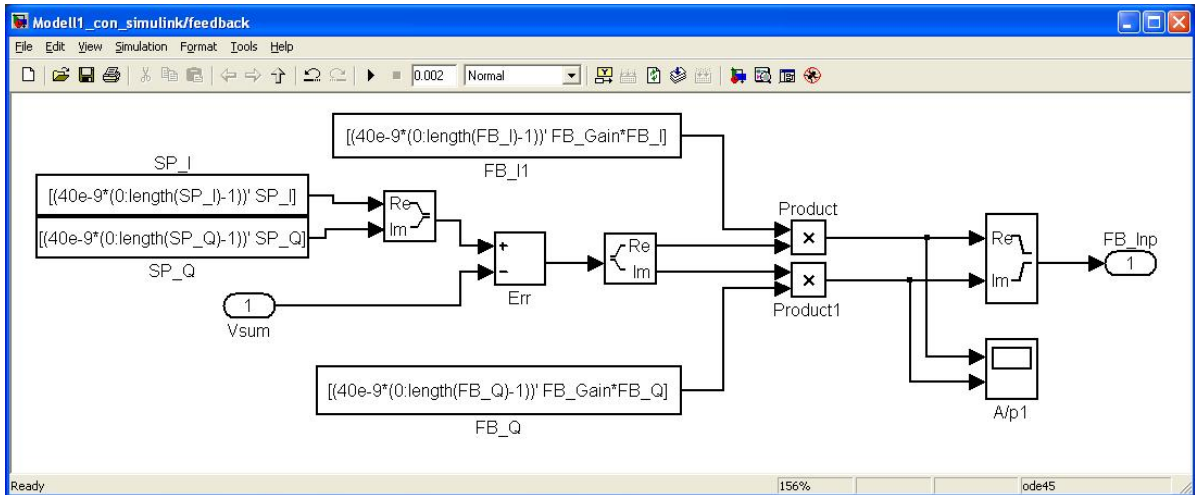 Modell1_con_simulink/feedback
File Edit View Simulation Format Tools Help
0.002 Normal
[(40e-9*(0:length(FB_I)-1))' FB_Gain*FB_I]
FB_I1
SP_I
[(40e-9*(0:length(SP_I)-1))' SP_I]
[(40e-9*(0:length(SP_Q)-1))' SP_Q]
SP_Q
Re
Im
1
Vsum
+
−
Err
Re
Im
Product
×
×
Product1
Re
Im
FB_Inp
1
A/p1
[(40e-9*(0:length(FB_Q)-1))' FB_Gain*FB_Q]
FB_Q
Ready 156% ode45